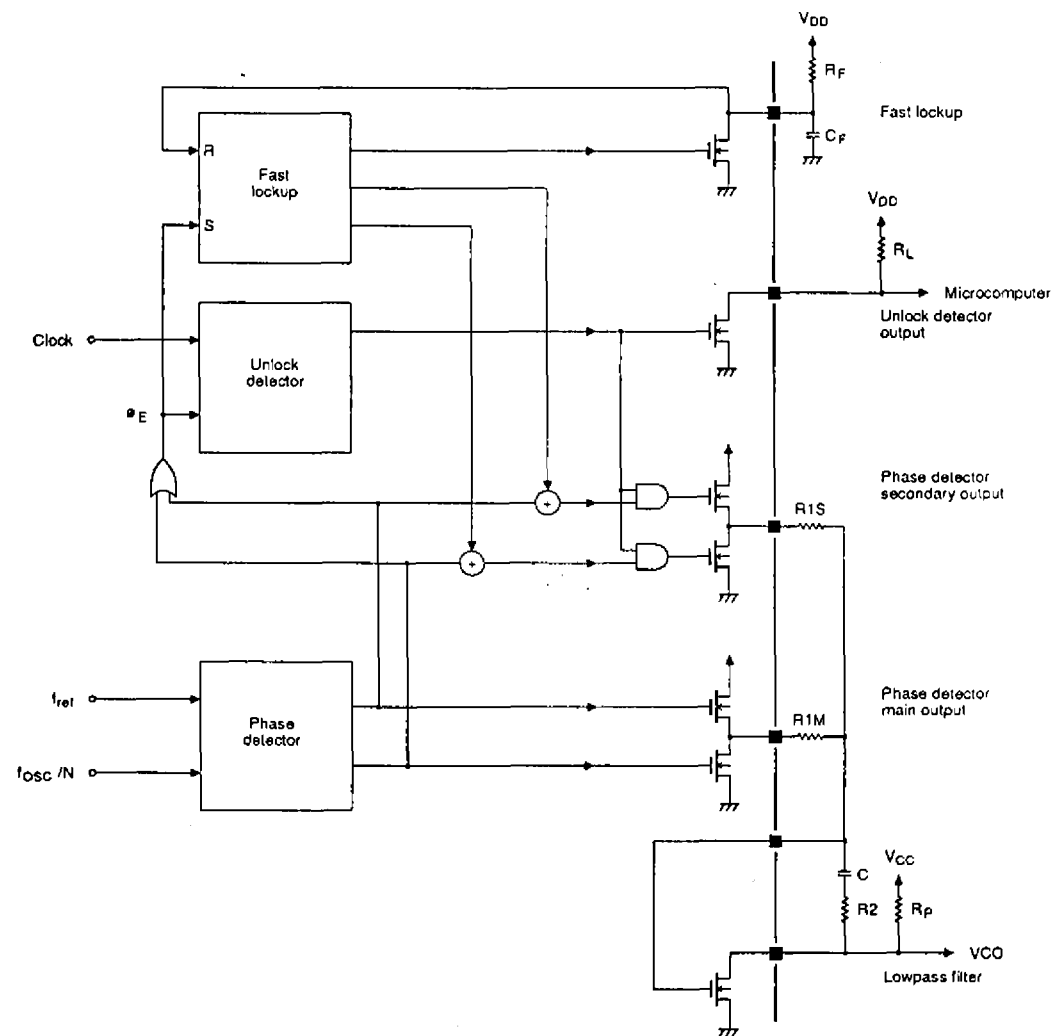 VDD
RF
Fast lockup
CF
R
Fast
lockup
S
VDD
RL
Microcomputer
Unlock detector
output
Clock
Unlock
detector
øE
Phase detector
secondary output
R1S
+
+
fref
Phase
detector
fosc /N
Phase detector
main output
R1M
VCC
C
R2
RP
VCO
Lowpass filter